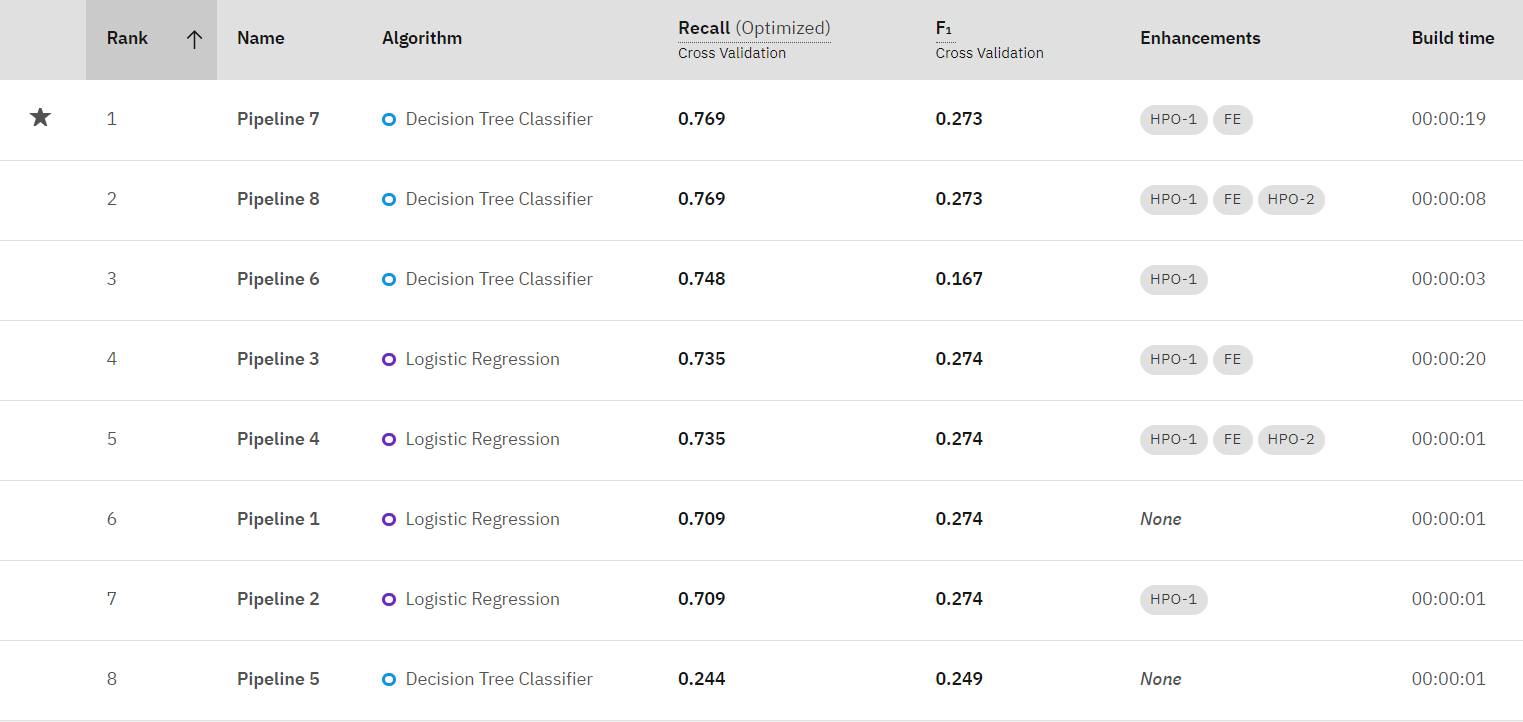 Rank Name Algorithm Recall (Optimized) Cross Validation F₁ Cross Validation Enhancements Build time
1 Pipeline 7 Decision Tree Classifier 0.769 0.273 HPO-1 FE 00:00:19
2 Pipeline 8 Decision Tree Classifier 0.769 0.273 HPO-1 FE HPO-2 00:00:08
3 Pipeline 6 Decision Tree Classifier 0.748 0.167 HPO-1 00:00:03
4 Pipeline 3 Logistic Regression 0.735 0.274 HPO-1 FE 00:00:20
5 Pipeline 4 Logistic Regression 0.735 0.274 HPO-1 FE HPO-2 00:00:01
6 Pipeline 1 Logistic Regression 0.709 0.274 None 00:00:01
7 Pipeline 2 Logistic Regression 0.709 0.274 HPO-1 00:00:01
8 Pipeline 5 Decision Tree Classifier 0.244 0.249 None 00:00:01